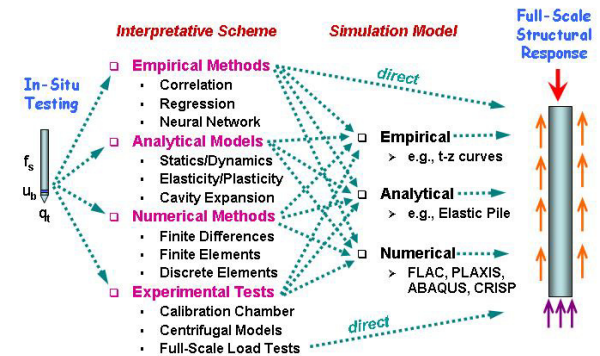 Interpretative Scheme
Simulation Model
Full-Scale
Structural
Response
In-Situ
Testing
fs
ub
qt
Empirical Methods
Correlation
Regression
Neural Network
Analytical Models
Statics/Dynamics
Elasticity/Plasticity
Cavity Expansion
Numerical Methods
Finite Differences
Finite Elements
Discrete Elements
Experimental Tests
Calibration Chamber
Centrifugal Models
Full-Scale Load Tests
direct
Empirical
e.g., t-z curves
Analytical
e.g., Elastic Pile
Numerical
FLAC, PLAXIS,
ABAQUS, CRISP
direct